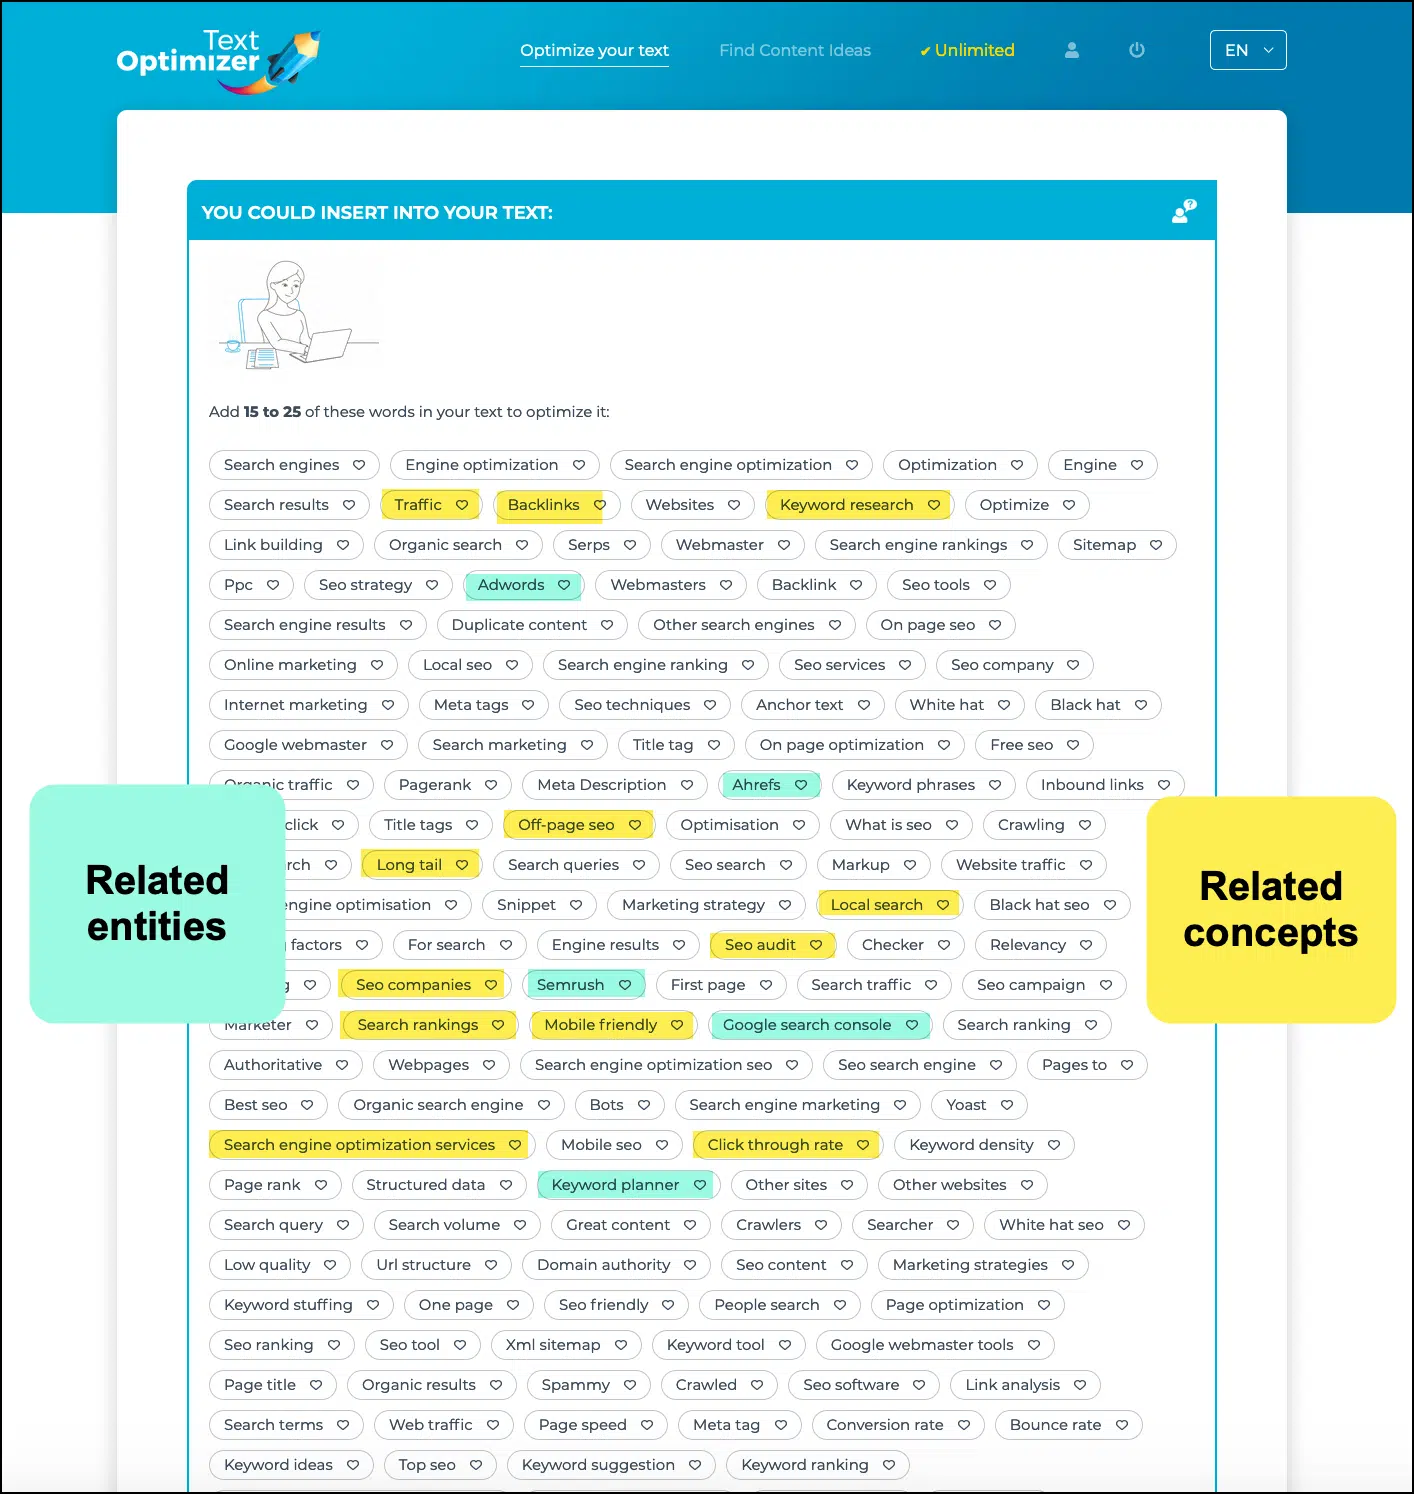 Text
Optimizer
Optimize your text Find Content Ideas ✔ Unlimited EN
YOU COULD INSERT INTO YOUR TEXT:
Add 15 to 25 of these words in your text to optimize it:
Search engines Engine optimization Search engine optimization Optimization Engine
Search results Traffic Backlinks Websites Keyword research Optimize
Link building Organic search Serps Webmaster Search engine rankings Sitemap
Ppc Seo strategy Adwords Webmasters Backlink Seo tools
Search engine results Duplicate content Other search engines On page seo
Online marketing Local seo Search engine ranking Seo services Seo company
Internet marketing Meta tags Seo techniques Anchor text White hat Black hat
Google webmaster Search marketing Title tag On page optimization Free seo
Organic traffic Pagerank Meta Description Ahrefs Keyword phrases Inbound links
click Title tags Off-page seo Optimisation What is seo Crawling
rch Long tail Search queries Seo search Markup Website traffic
engine optimisation Snippet Marketing strategy Local search Black hat seo
factors For search Engine results Seo audit Checker Relevancy
g Seo companies Semrush First page Search traffic Seo campaign
Marketer Search rankings Mobile friendly Google search console Search ranking
Authoritative Webpages Search engine optimization seo Seo search engine Pages to
Best seo Organic search engine Bots Search engine marketing Yoast
Search engine optimization services Mobile seo Click through rate Keyword density
Page rank Structured data Keyword planner Other sites Other websites
Search query Search volume Great content Crawlers Searcher White hat seo
Low quality Url structure Domain authority Seo content Marketing strategies
Keyword stuffing One page Seo friendly People search Page optimization
Seo ranking Seo tool Xml sitemap Keyword tool Google webmaster tools
Page title Organic results Spammy Crawled Seo software Link analysis
Search terms Web traffic Page speed Meta tag Conversion rate Bounce rate
Keyword ideas Top seo Keyword suggestion Keyword ranking
Related
entities
Related
concepts